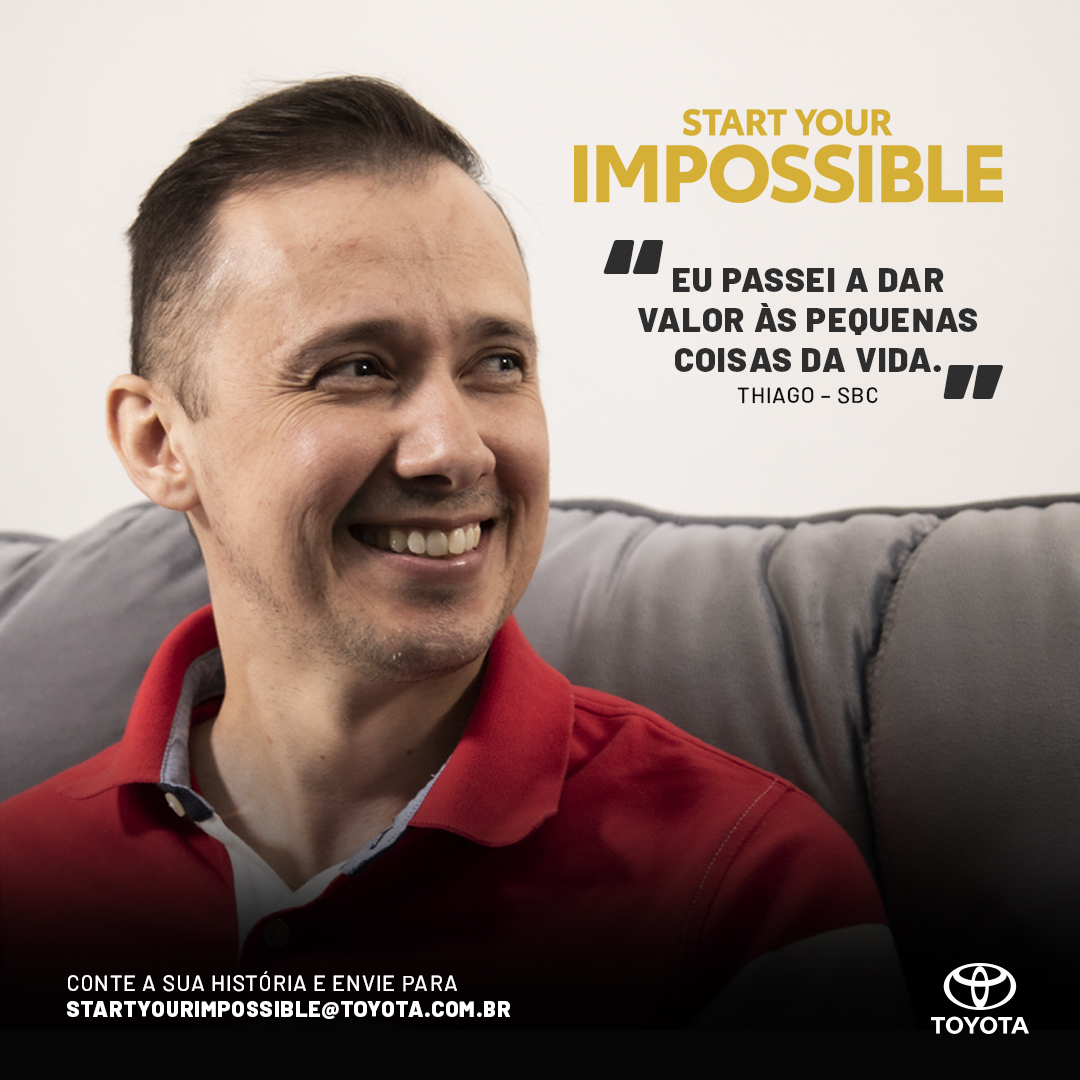 START YOUR
IMPOSSIBLE
“EU PASSEI A DAR
VALOR ÀS PEQUENAS
COISAS DA VIDA.”
THIAGO – SBC
CONTE A SUA HISTÓRIA E ENVIE PARA
STARTYOURIMPOSSIBLE@TOYOTA.COM.BR
TOYOTA